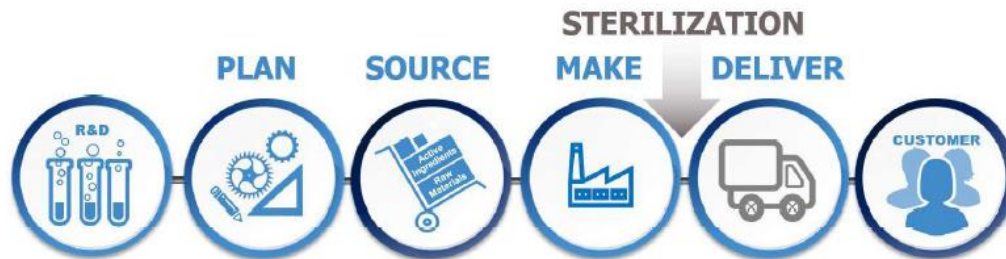 STERILIZATION
PLAN SOURCE MAKE DELIVER
R&D
Active
Ingredients
Raw
Materials
CUSTOMER